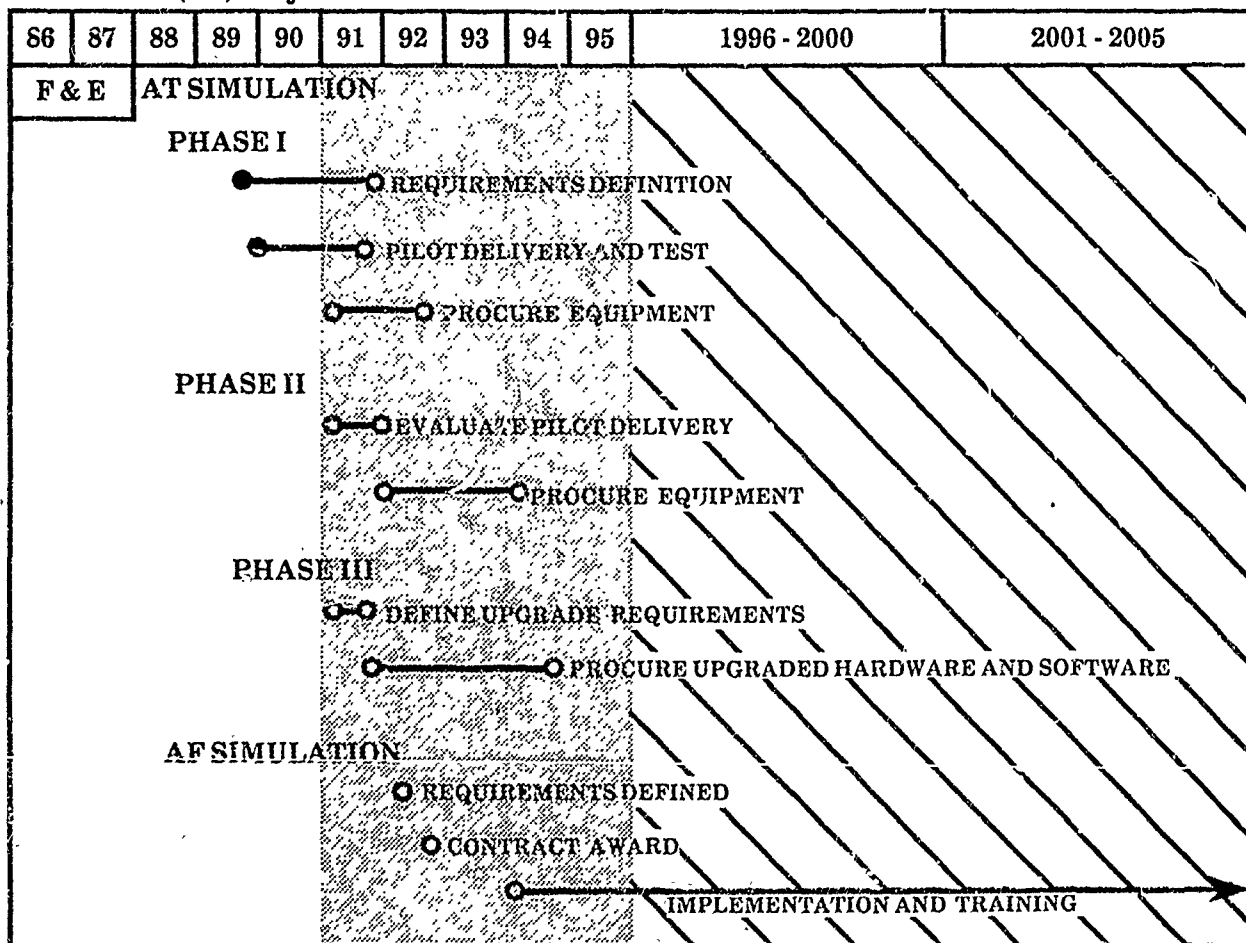 86 87 88 89 90 91 92 93 94 95 1996 - 2000 2001 - 2005
F & E AT SIMULATION
PHASE I
REQUIREMENTS DEFINITION
PILOT DELIVERY AND TEST
PROCURE EQUIPMENT
PHASE II
EVALUATE PILOT DELIVERY
PROCURE EQUIPMENT
PHASE III
DEFINE UPGRADE REQUIREMENTS
PROCURE UPGRADED HARDWARE AND SOFTWARE
AF SIMULATION
REQUIREMENTS DEFINED
CONTRACT AWARD
IMPLEMENTATION AND TRAINING